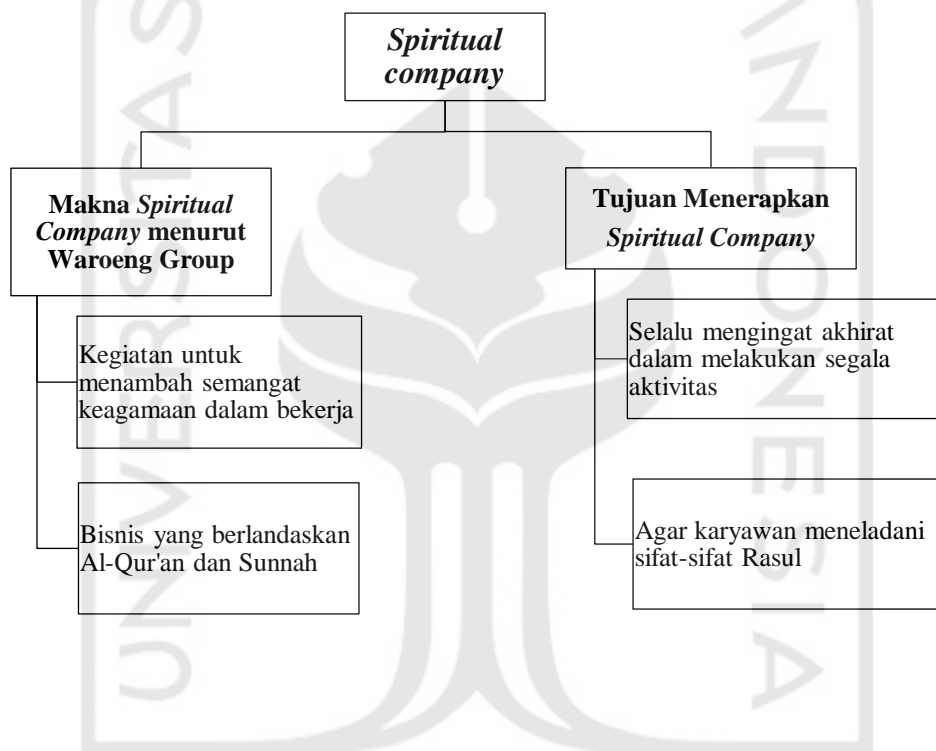 Spiritual
company
Makna Spiritual
Company menurut
Waroeng Group
Tujuan Menerapkan
Spiritual Company
Kegiatan untuk
menambah semangat
keagamaan dalam bekerja
Selalu mengingat akhirat
dalam melakukan segala
aktivitas
Bisnis yang berlandaskan
Al-Qur'an dan Sunnah
Agar karyawan meneladani
sifat-sifat Rasul
UNIVERSITAS
INDONESIA